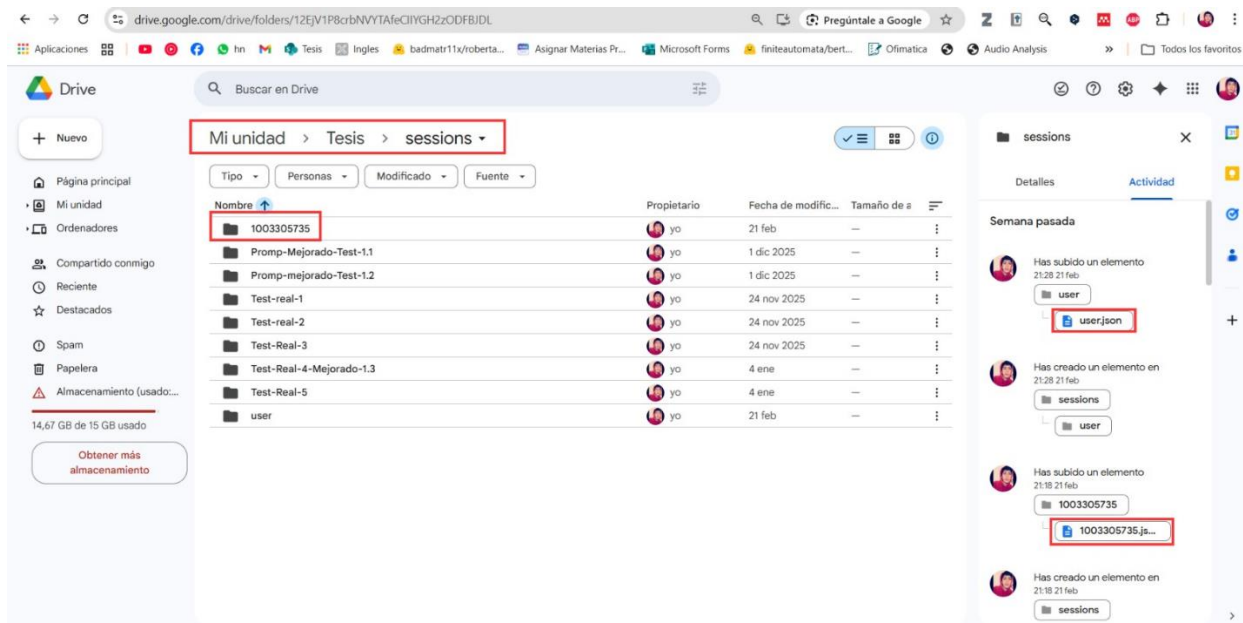 drive.google.com/drive/folders/12EjV1P8crbNVYTAfeCIIYGH2zODFBJDL
Pregúntale a Google
Aplicaciones
hn
Tesis
Ingles
badmatr11x/roberta...
Asignar Materias Pr...
Microsoft Forms
finiteautomata/bert...
Ofimatica
Audio Analysis
»
Todos los favoritos
Drive
Buscar en Drive
Nuevo
Página principal
Mi unidad
Ordenadores
Compartido conmigo
Reciente
Destacados
Spam
Papelera
Almacenamiento (usado:...
14,67 GB de 15 GB usado
Obtener más
almacenamiento
Mi unidad > Tesis > sessions
Tipo Personas Modificado Fuente
Nombre Propietario Fecha de modific... Tamaño de a
1003305735 yo 21 feb —
Promp-Mejorado-Test-1.1 yo 1 dic 2025 —
Promp-mejorado-Test-1.2 yo 1 dic 2025 —
Test-real-1 yo 24 nov 2025 —
Test-real-2 yo 24 nov 2025 —
Test-Real-3 yo 24 nov 2025 —
Test-Real-4-Mejorado-1.3 yo 4 ene —
Test-Real-5 yo 4 ene —
user yo 21 feb —
sessions
Detalles Actividad
Semana pasada
Has subido un elemento
21:28 21 feb
user
user.json
Has creado un elemento en
21:28 21 feb
sessions
user
Has subido un elemento
21:18 21 feb
1003305735
1003305735.js...
Has creado un elemento en
21:18 21 feb
sessions